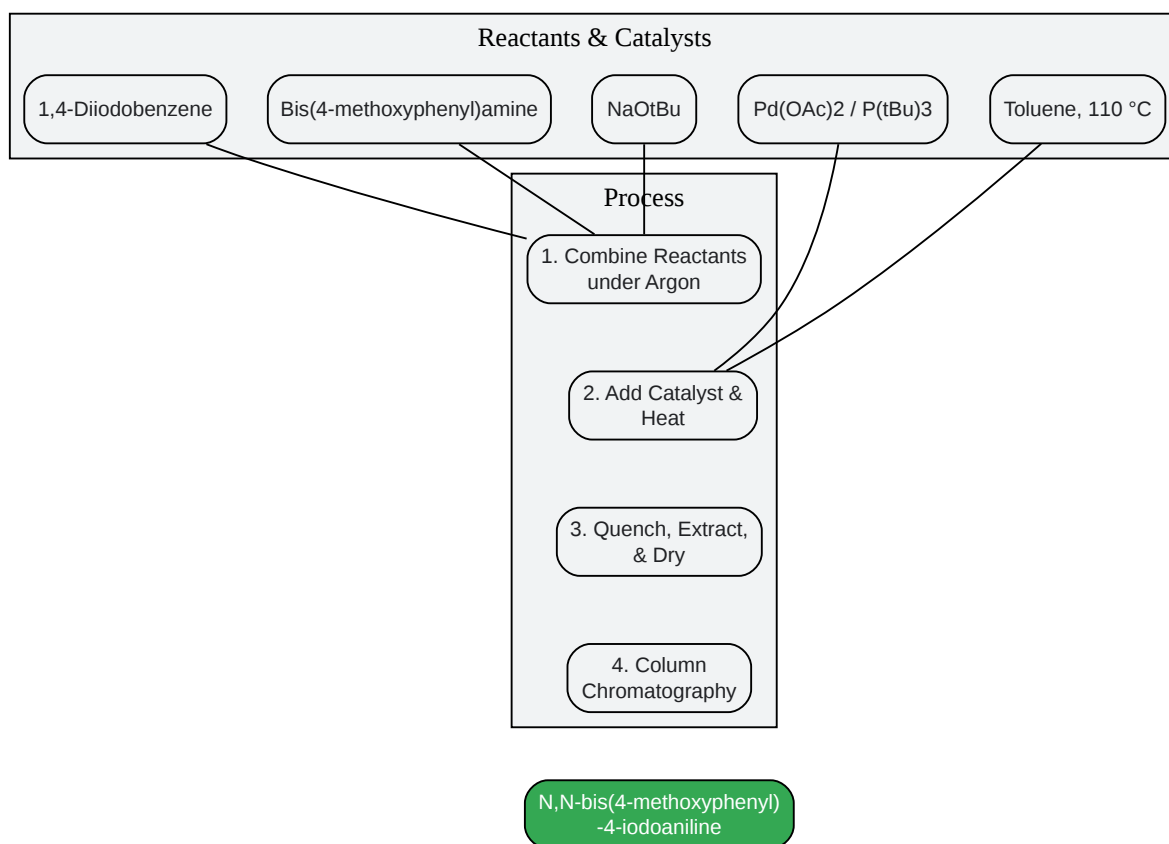 Reactants & Catalysts
1,4-Diiodobenzene
Bis(4-methoxyphenyl)amine
NaOtBu
Pd(OAc)2 / P(tBu)3
Toluene, 110 °C
Process
1. Combine Reactants
under Argon
2. Add Catalyst &
Heat
3. Quench, Extract,
& Dry
4. Column
Chromatography
N,N-bis(4-methoxyphenyl)
-4-iodoaniline